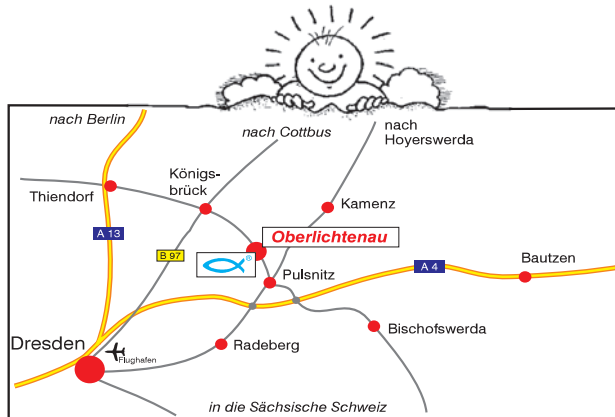 nach Berlin
nach Cottbus
nach
Hoyerswerda
Königs-
brück
Thiendorf
Kamenz
A 13
Oberlichtenau
B 97
®
Pulsnitz
A 4
Bautzen
Bischofswerda
Dresden
Flughafen
Radeberg
in die Sächsische Schweiz